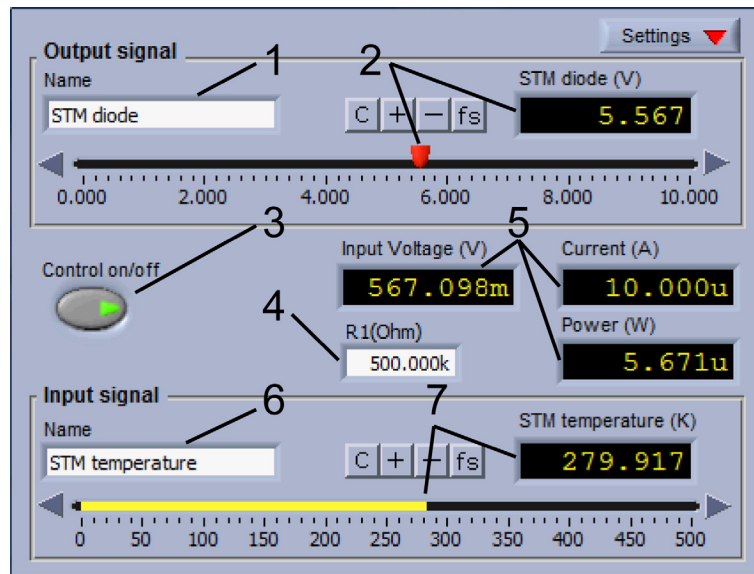 Settings
Output signal
1
2
Name
STM diode (V)
STM diode
C + − fs
5.567
0.000 2.000 4.000 6.000 8.000 10.000
3
5
Control on/off
Input Voltage (V)
Current (A)
567.098m
10.000u
4
R1(Ohm)
Power (W)
500.000k
5.671u
Input signal
6
7
Name
STM temperature (K)
STM temperature
C + − fs
279.917
0 50 100 150 200 250 300 350 400 450 500